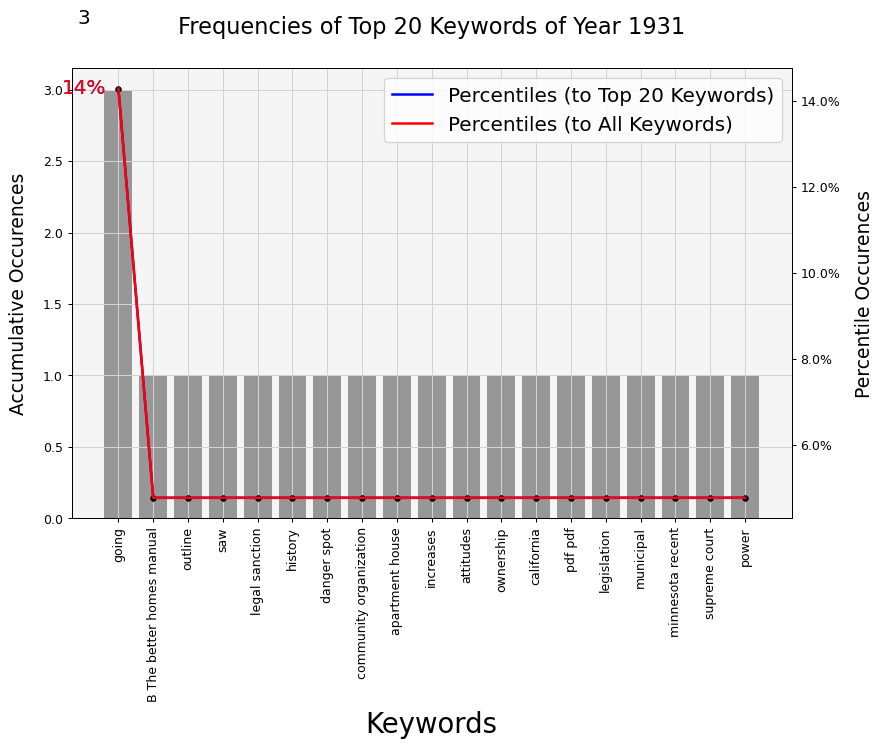 3
Frequencies of Top 20 Keywords of Year 1931
14%
Percentiles (to Top 20 Keywords)
Percentiles (to All Keywords)
Accumulative Occurences
3.0
2.5
2.0
1.5
1.0
0.5
0.0
14.0%
12.0%
10.0%
8.0%
6.0%
Percentile Occurences
going
B The better homes manual
outline
saw
legal sanction
history
danger spot
community organization
apartment house
increases
attitudes
ownership
california
pdf pdf
legislation
municipal
minnesota recent
supreme court
power
Keywords